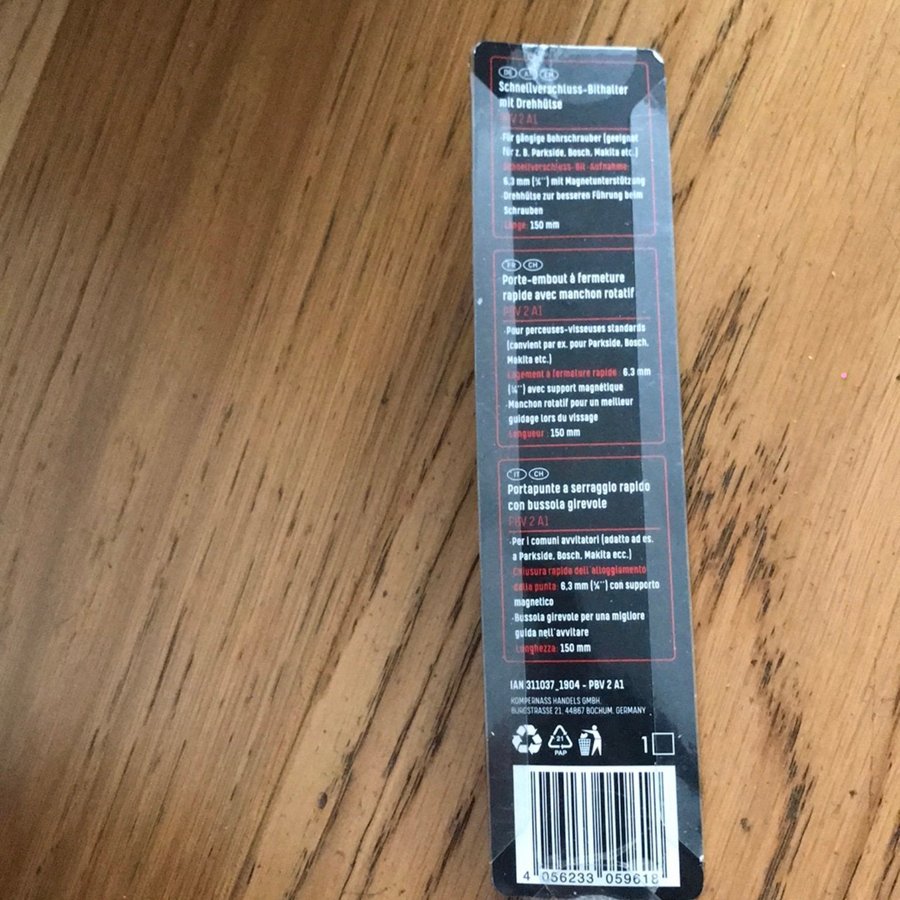 DE AT CH
Schnellverschluss-Bithalter
mit Drehhülse
PBV 2 A1
·Für gängige Bohrschrauber (geeignet
für z. B. Parkside, Bosch, Makita etc.)
Schnellverschluss-Bit-Aufnahme:
6,3 mm (¼˝) mit Magnetunterstützung
·Drehhülse zur besseren Führung beim
Schrauben
Länge: 150 mm
FR CH
Porte-embout à fermeture
rapide avec manchon rotatif
PBV 2 A1
·Pour perceuses-visseuses standards
(convient par ex. pour Parkside, Bosch,
Makita etc.)
Logement à fermeture rapide : 6,3 mm
(¼˝) avec support magnétique
·Manchon rotatif pour un meilleur
guidage lors du vissage
Longueur : 150 mm
IT CH
Portapunte a serraggio rapido
con bussola girevole
PBV 2 A1
·Per i comuni avvitatori (adatto ad es.
a Parkside, Bosch, Makita ecc.)
Chiusura rapida dell'alloggiamento
della punta: 6,3 mm (¼˝) con supporto
magnetico
·Bussola girevole per una migliore
guida nell'avvitare
Lunghezza: 150 mm
IAN 311037_1904 - PBV 2 A1
KOMPERNASS HANDELS GMBH,
BURGSTRASSE 21, 44867 BOCHUM, GERMANY
21
PAP
1
4 056233 059618